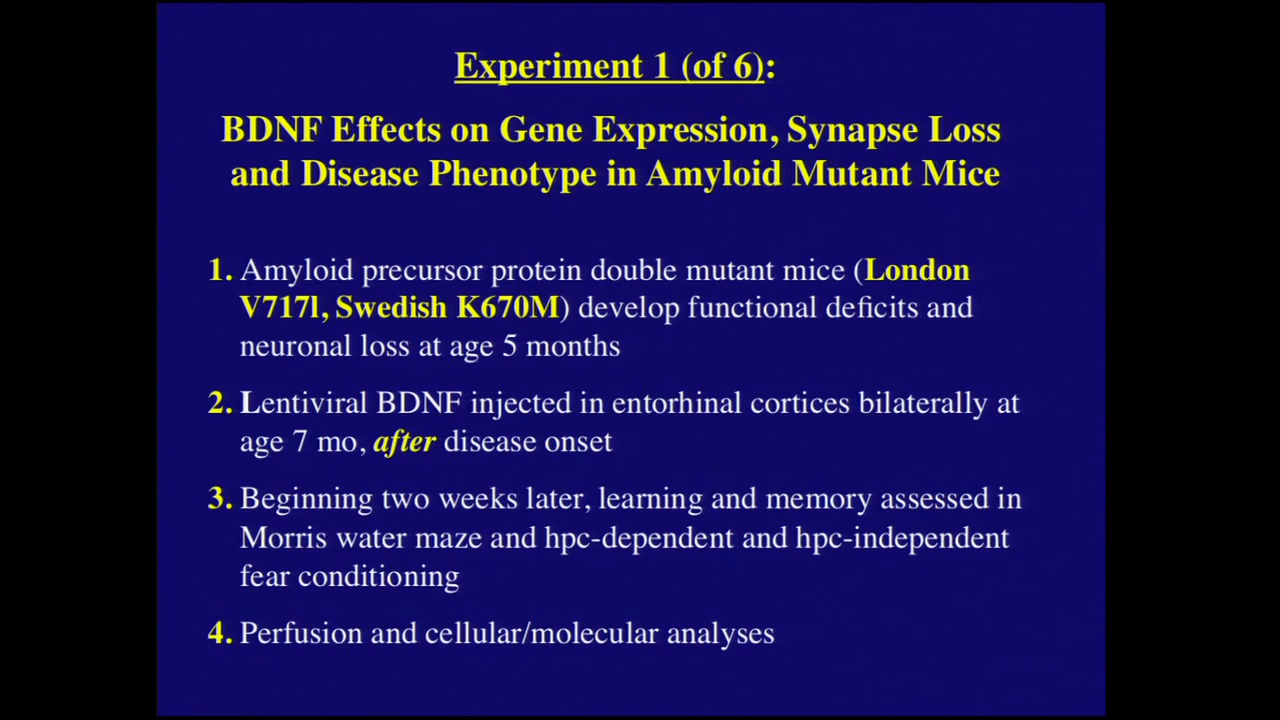 Experiment 1 (of 6):
BDNF Effects on Gene Expression, Synapse Loss
and Disease Phenotype in Amyloid Mutant Mice
1. Amyloid precursor protein double mutant mice (London
V717l, Swedish K670M) develop functional deficits and
neuronal loss at age 5 months
2. Lentiviral BDNF injected in entorhinal cortices bilaterally at
age 7 mo, after disease onset
3. Beginning two weeks later, learning and memory assessed in
Morris water maze and hpc-dependent and hpc-independent
fear conditioning
4. Perfusion and cellular/molecular analyses